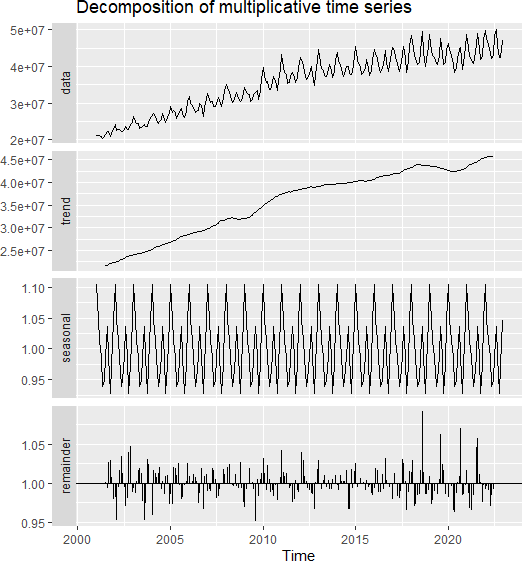 Decomposition of multiplicative time series
5e+07
4e+07
3e+07
2e+07
data
4.5e+07
4.0e+07
3.5e+07
3.0e+07
2.5e+07
trend
1.10
1.05
1.00
0.95
seasonal
1.05
1.00
0.95
remainder
2000 2005 2010 2015 2020
Time